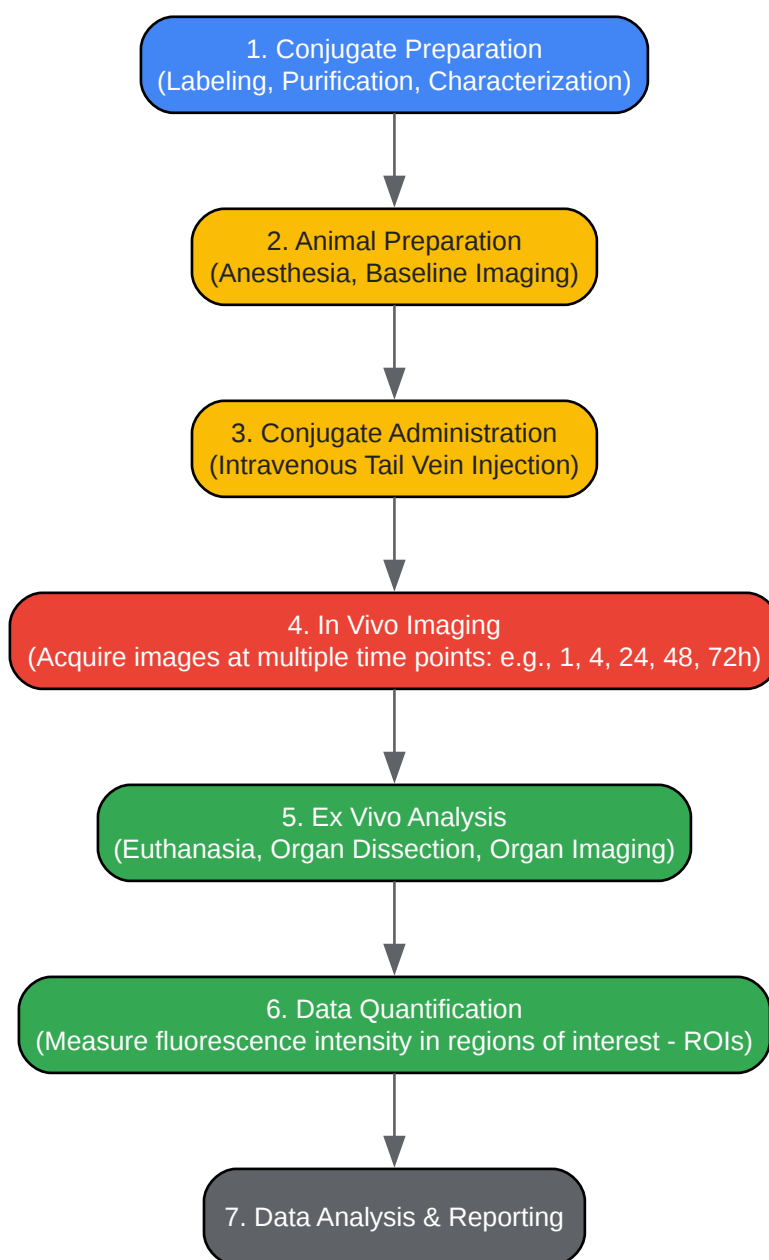 1. Conjugate Preparation
(Labeling, Purification, Characterization)
2. Animal Preparation
(Anesthesia, Baseline Imaging)
3. Conjugate Administration
(Intravenous Tail Vein Injection)
4. In Vivo Imaging
(Acquire images at multiple time points: e.g., 1, 4, 24, 48, 72h)
5. Ex Vivo Analysis
(Euthanasia, Organ Dissection, Organ Imaging)
6. Data Quantification
(Measure fluorescence intensity in regions of interest - ROIs)
7. Data Analysis & Reporting